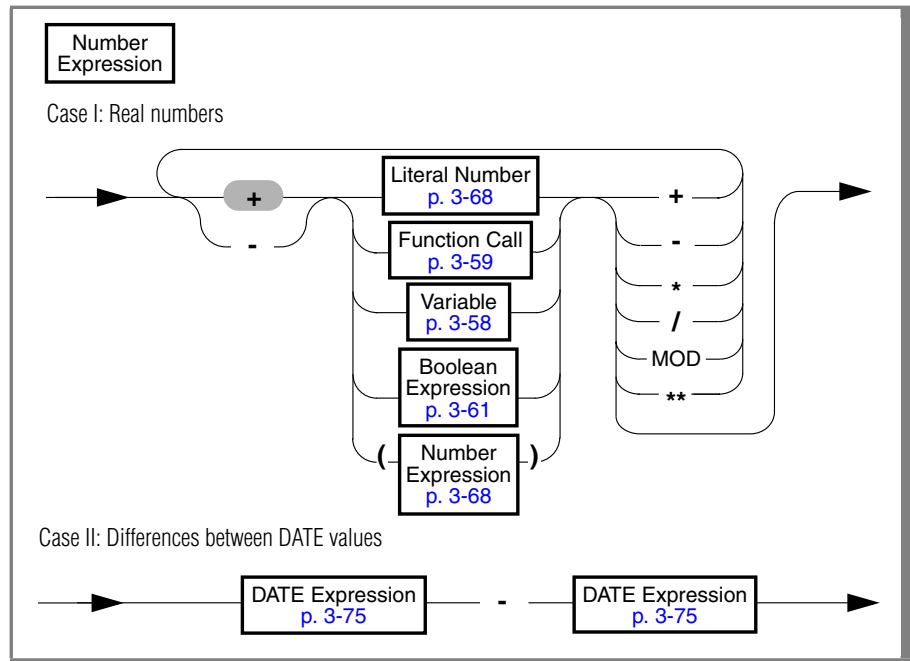 Number
Expression
Case I: Real numbers
+
-
Literal Number
p. 3-68
Function Call
p. 3-59
Variable
p. 3-58
Boolean
Expression
p. 3-61
( Number )
Expression
p. 3-68
+
-
*
/
MOD
**
Case II: Differences between DATE values
DATE Expression - DATE Expression
p. 3-75 p. 3-75